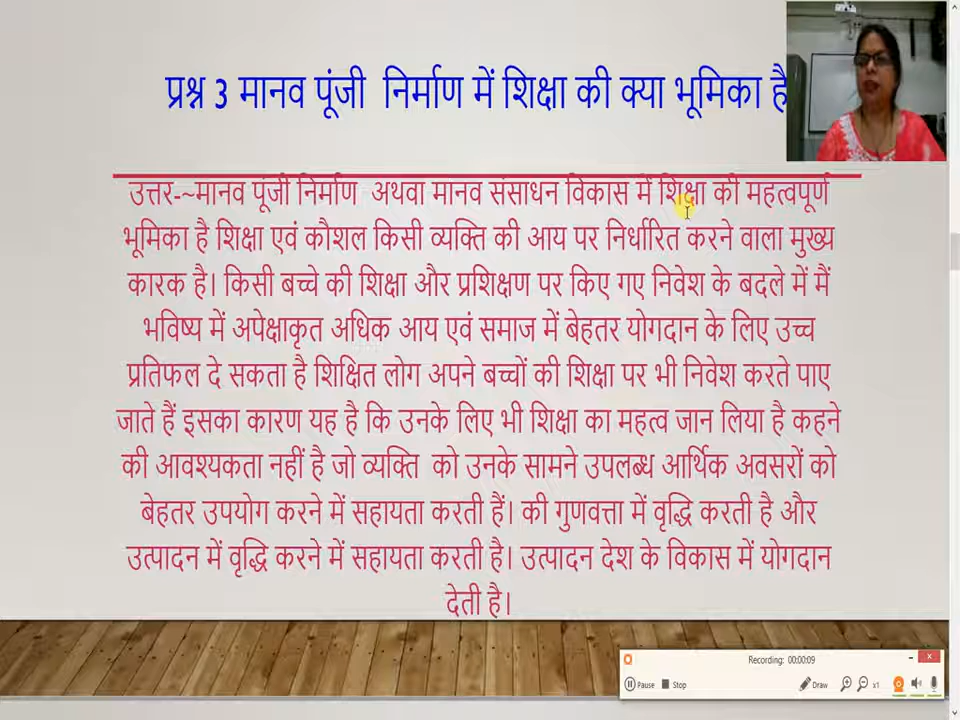 प्रश्न 3 मानव पूंजी निर्माण में शिक्षा की क्या भूमिका है
उत्तर-~मानव पूंजी निर्माण अथवा मानव संसाधन विकास में शिक्षा की महत्वपूर्ण
भूमिका है शिक्षा एवं कौशल किसी व्यक्ति की आय पर निर्धारित करने वाला मुख्य
कारक है। किसी बच्चे की शिक्षा और प्रशिक्षण पर किए गए निवेश के बदले में मैं
भविष्य में अपेक्षाकृत अधिक आय एवं समाज में बेहतर योगदान के लिए उच्च
प्रतिफल दे सकता है शिक्षित लोग अपने बच्चों की शिक्षा पर भी निवेश करते पाए
जाते हैं इसका कारण यह है कि उनके लिए भी शिक्षा का महत्व जान लिया है कहने
की आवश्यकता नहीं है जो व्यक्ति को उनके सामने उपलब्ध आर्थिक अवसरों को
बेहतर उपयोग करने में सहायता करती हैं। की गुणवत्ता में वृद्धि करती है और
उत्पादन में वृद्धि करने में सहायता करती है। उत्पादन देश के विकास में योगदान
देती है।
Recording: 00:00:09
Pause Stop Draw x1